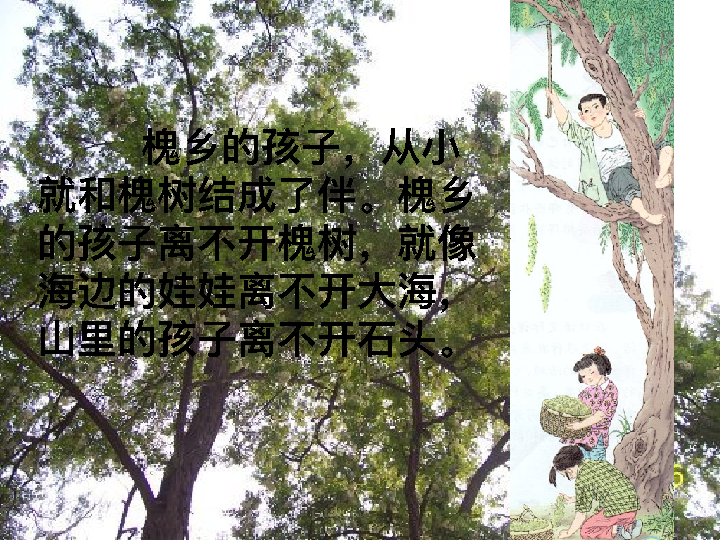 槐乡的孩子，从小
就和槐树结成了伴。槐乡
的孩子离不开槐树，就像
海边的娃娃离不开大海,
山里的孩子离不开石头。